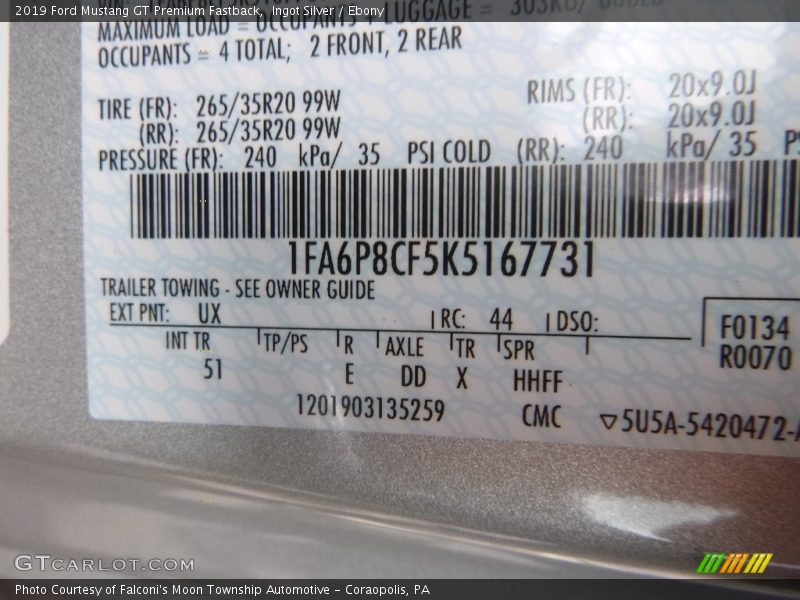 2019 Ford Mustang GT Premium Fastback, Ingot Silver / Ebony
MAXIMUM LOAD = OCCUPANTS + LUGGAGE = 303KG/
OCCUPANTS = 4 TOTAL; 2 FRONT, 2 REAR
TIRE (FR): 265/35R20 99W RIMS (FR): 20x9.0J
(RR): 265/35R20 99W (RR): 20x9.0J
PRESSURE (FR): 240 kPa/ 35 PSI COLD (RR): 240 kPa/ 35
1FA6P8CF5K5167731
TRAILER TOWING - SEE OWNER GUIDE
EXT PNT: UX RC: 44 DSO:
F0134
R0070
INT TR TP/PS R AXLE TR SPR
51 E DD X HHFF
1201903135259 CMC ▽5U5A-5420472-A
GTCARLOT.COM
Photo Courtesy of Falconi's Moon Township Automotive - Coraopolis, PA